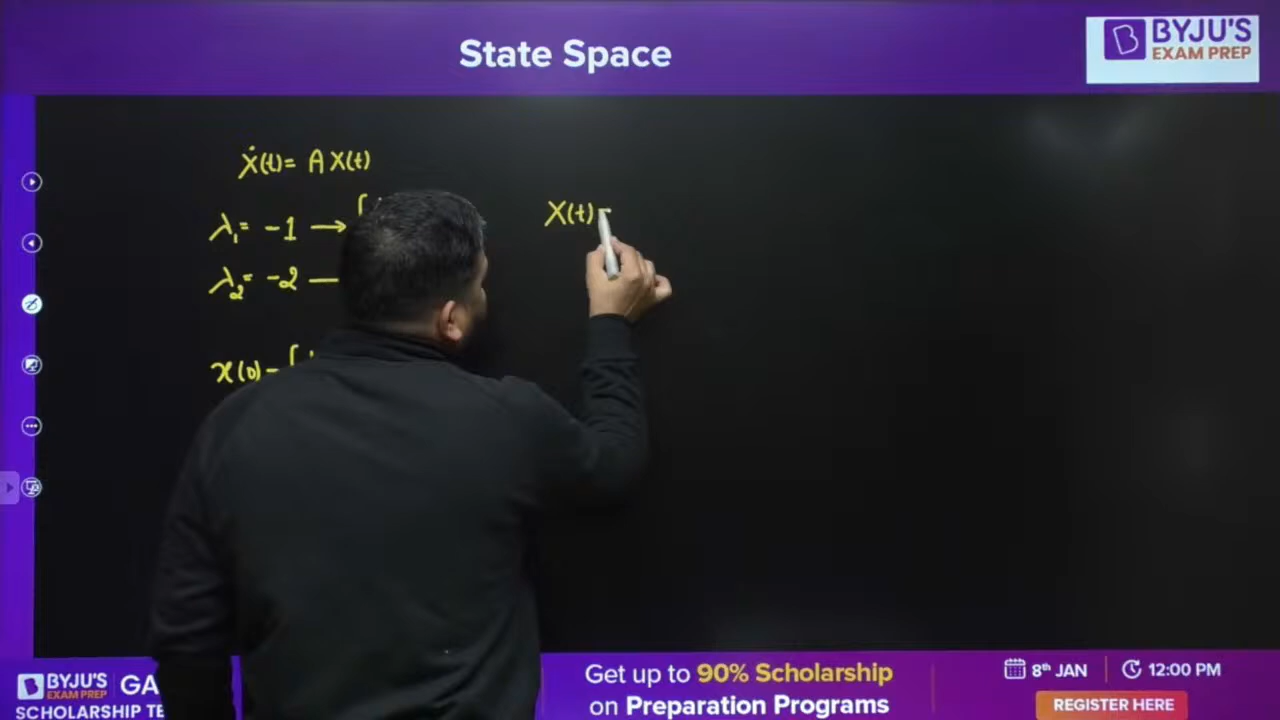 State Space
BYJU'S
EXAM PREP
Ẋ(t) = A X(t)
λ₁ = -1 →
λ₂ = -2 —
x(0) =
X(t) =
BYJU'S
EXAM PREP
GA
SCHOLARSHIP TE
Get up to 90% Scholarship
on Preparation Programs
8th JAN
12:00 PM
REGISTER HERE